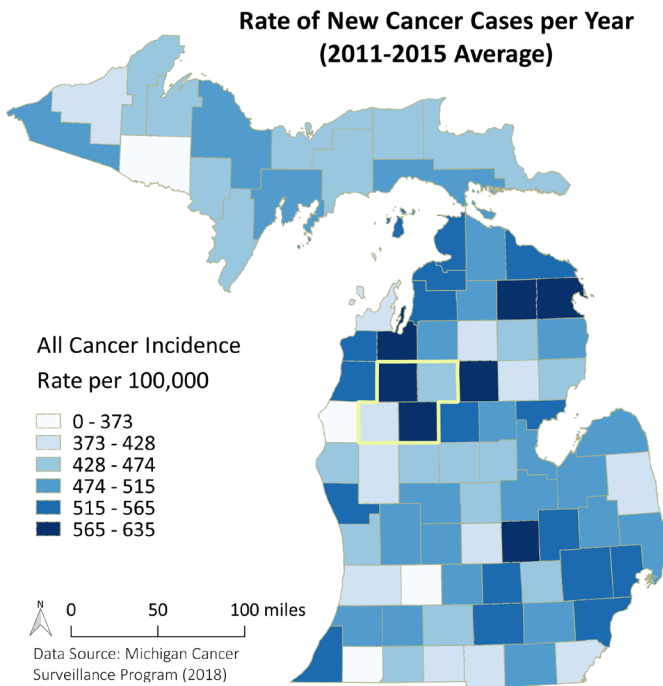 Rate of New Cancer Cases per Year
(2011-2015 Average)
All Cancer Incidence
Rate per 100,000
0 - 373
373 - 428
428 - 474
474 - 515
515 - 565
565 - 635
N
0 50 100 miles
Data Source: Michigan Cancer
Surveillance Program (2018)